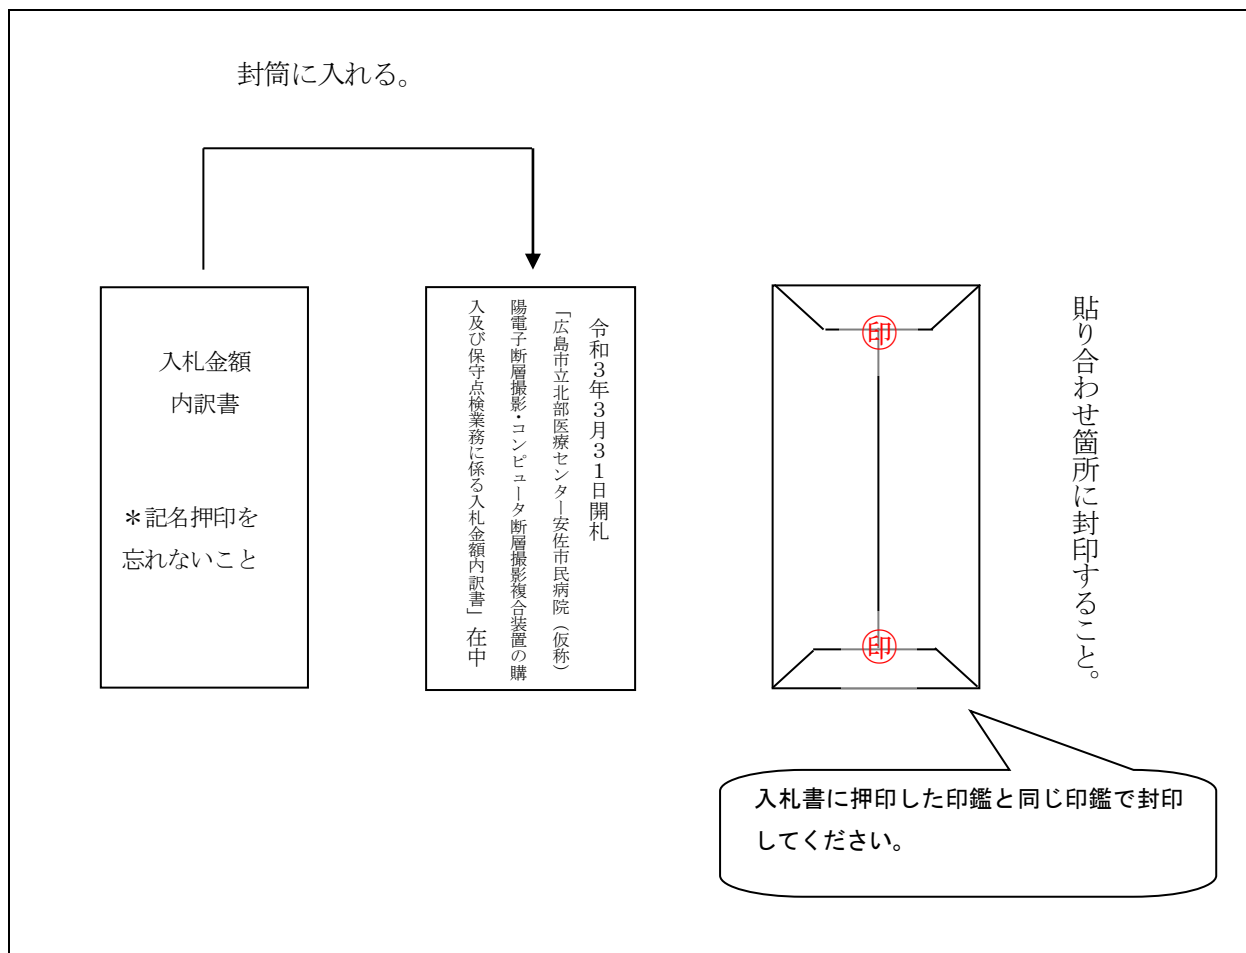 封筒に入れる。
入札金額
内訳書
＊記名押印を
忘れないこと
令和３年３月３１日開札
「広島市立北部医療センター安佐市民病院（仮称）
陽電子断層撮影・コンピュータ断層撮影複合装置の購
入及び保守点検業務に係る入札金額内訳書」在中
印
印
貼り合わせ箇所に封印すること。
入札書に押印した印鑑と同じ印鑑で封印
してください。